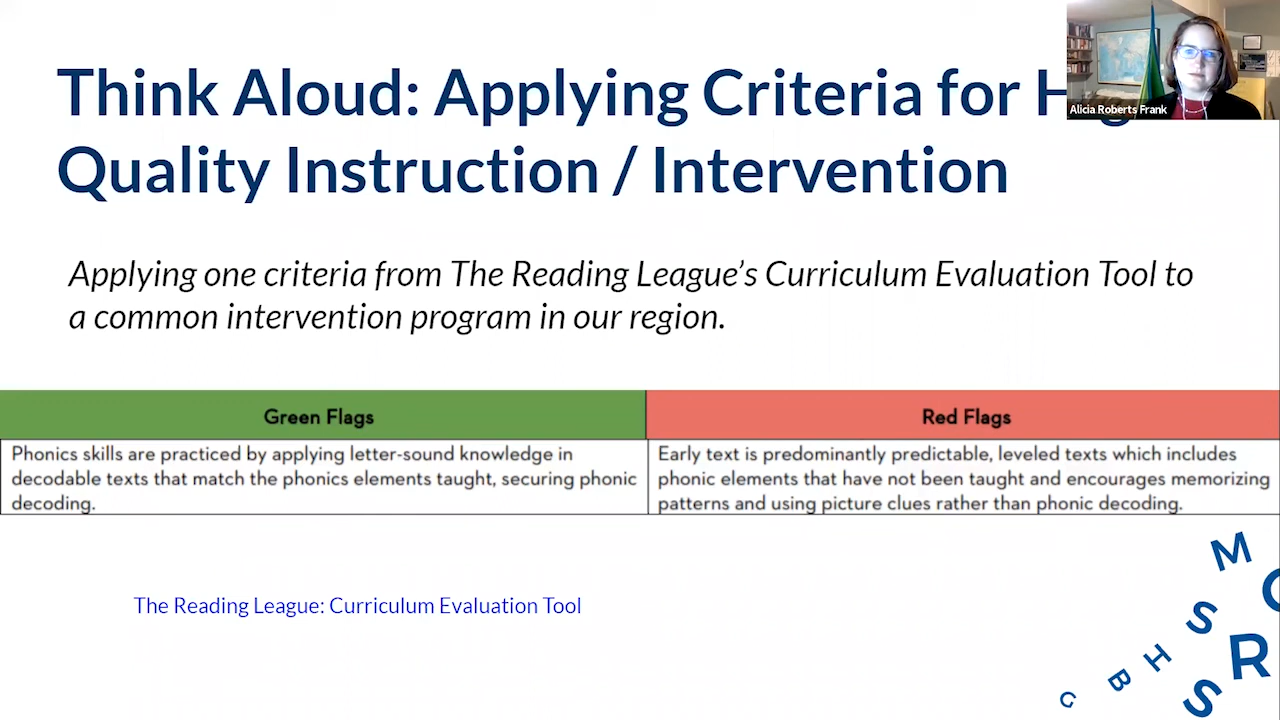 Think Aloud: Applying Criteria for
Quality Instruction / Intervention
Alicia Roberts Frank
Applying one criteria from The Reading League's Curriculum Evaluation Tool to
a common intervention program in our region.
Green Flags
Red Flags
Phonics skills are practiced by applying letter-sound knowledge in
decodable texts that match the phonics elements taught, securing phonic
decoding.
Early text is predominantly predictable, leveled texts which includes
phonic elements that have not been taught and encourages memorizing
patterns and using picture clues rather than phonic decoding.
The Reading League: Curriculum Evaluation Tool
M
S
R
H
B
G
S